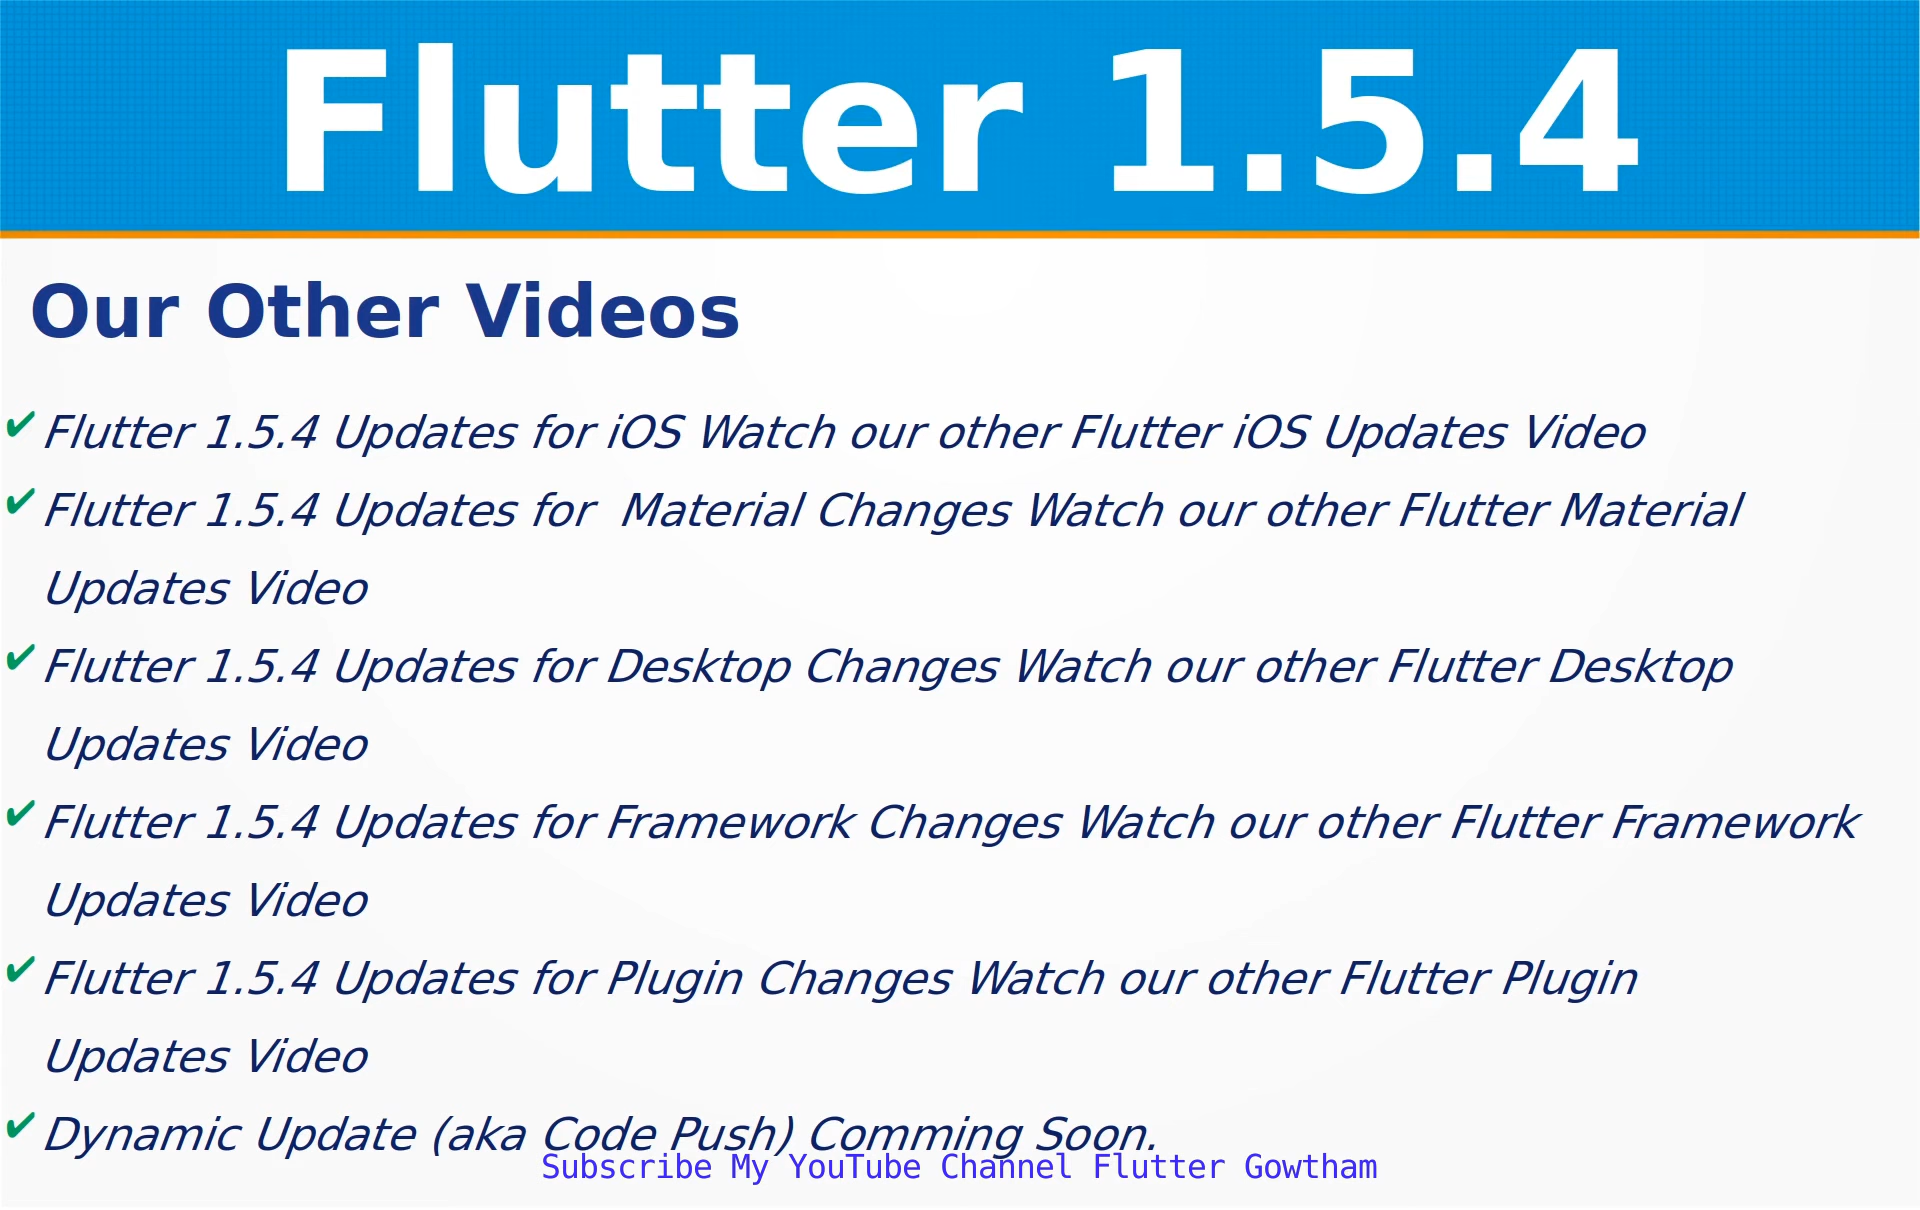 Flutter 1.5.4
Our Other Videos
✔ Flutter 1.5.4 Updates for iOS Watch our other Flutter iOS Updates Video
✔ Flutter 1.5.4 Updates for  Material Changes Watch our other Flutter Material
Updates Video
✔ Flutter 1.5.4 Updates for Desktop Changes Watch our other Flutter Desktop
Updates Video
✔ Flutter 1.5.4 Updates for Framework Changes Watch our other Flutter Framework
Updates Video
✔ Flutter 1.5.4 Updates for Plugin Changes Watch our other Flutter Plugin
Updates Video
✔ Dynamic Update (aka Code Push) Comming Soon.
Subscribe My YouTube Channel Flutter Gowtham